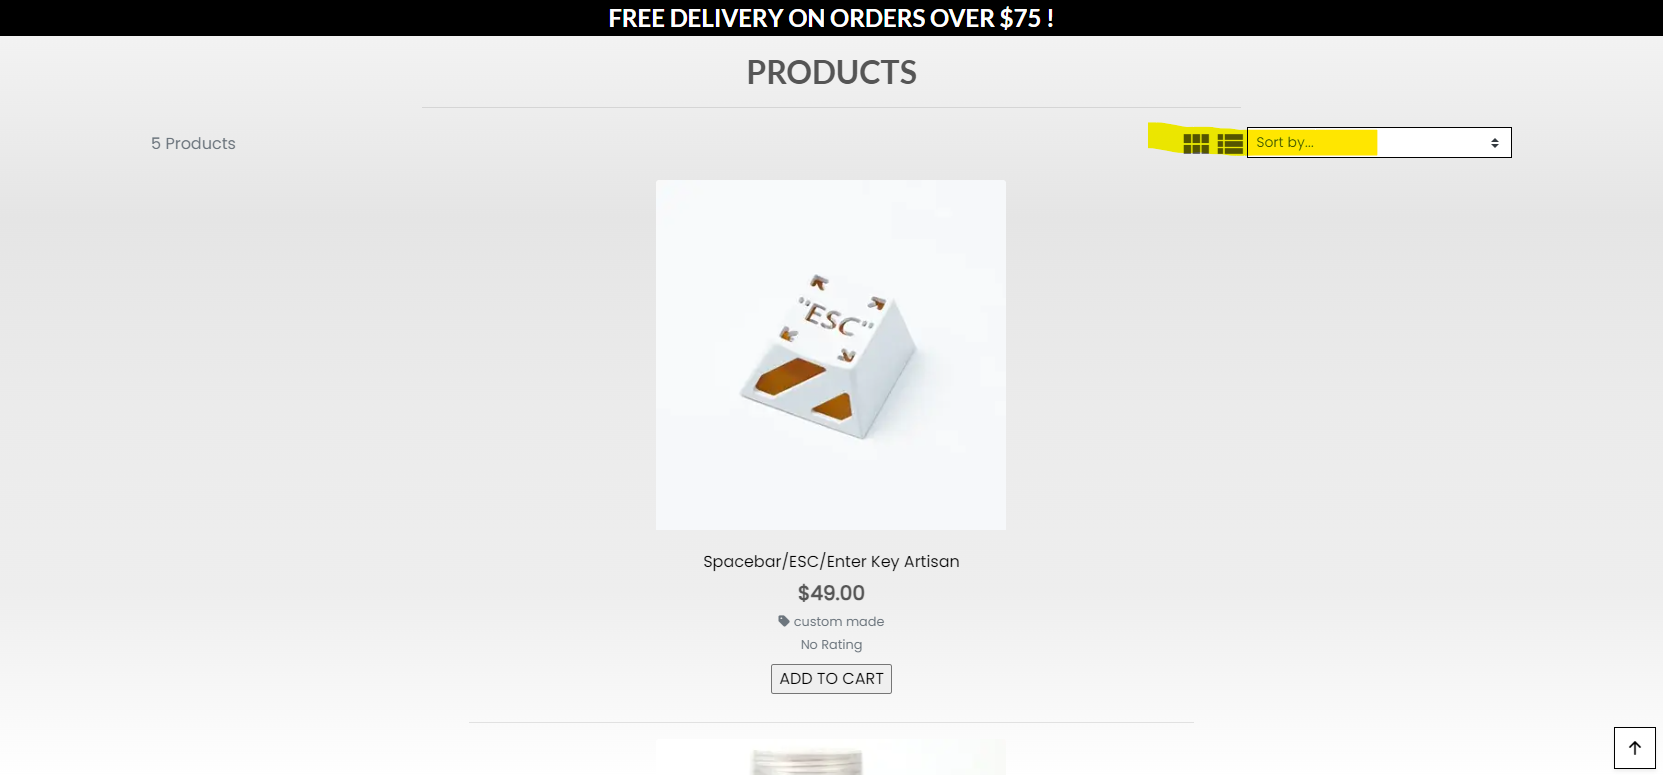 FREE DELIVERY ON ORDERS OVER $75 !
PRODUCTS
5 Products
Sort by...
"ESC"
Spacebar/ESC/Enter Key Artisan
$49.00
custom made
No Rating
ADD TO CART